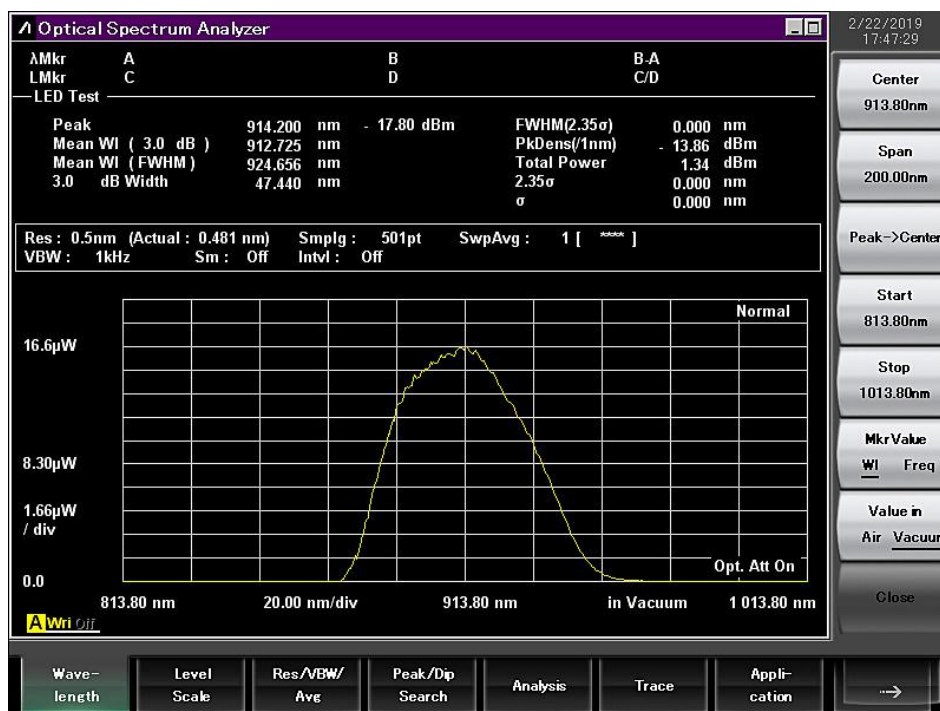 Optical Spectrum Analyzer
2/22/2019
17:47:29
λMkr A B B-A
LMkr C D C/D
LED Test
Peak 914.200 nm - 17.80 dBm FWHM(2.35σ) 0.000 nm
Mean Wl ( 3.0 dB ) 912.725 nm PkDens(/1nm) - 13.86 dBm
Mean Wl ( FWHM ) 924.656 nm Total Power 1.34 dBm
3.0 dB Width 47.440 nm 2.35σ 0.000 nm
σ 0.000 nm
Res : 0.5nm (Actual : 0.481 nm) Smplg : 501pt SwpAvg : 1 [ **** ]
VBW : 1kHz Sm : Off Intvl : Off
Normal
16.6µW
8.30µW
1.66µW
/ div
Opt. Att On
0.0
813.80 nm 20.00 nm/div 913.80 nm in Vacuum 1 013.80 nm
A Wri Off
Center
913.80nm
Span
200.00nm
Peak->Center
Start
813.80nm
Stop
1013.80nm
MkrValue
Wl Freq
Value in
Air Vacuum
Close
Wave-
length
Level
Scale
Res/VBW/
Avg
Peak/Dip
Search
Analysis
Trace
Appli-
cation
→